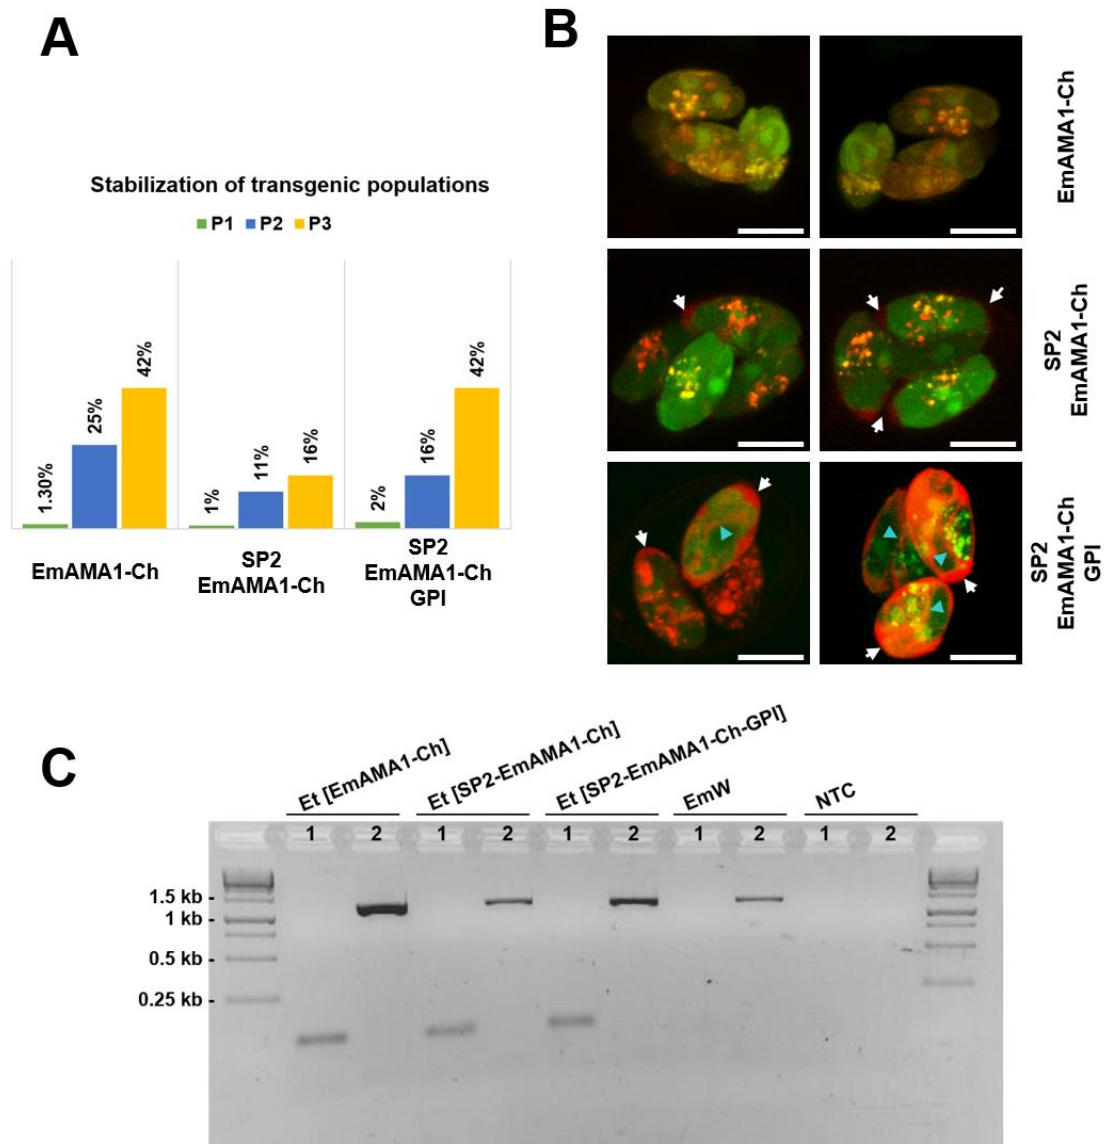 A
Stabilization of transgenic populations
P1 P2 P3
1.30%
25%
42%
1%
11%
16%
2%
16%
42%
EmAMA1-Ch
SP2
EmAMA1-Ch
SP2
EmAMA1-Ch
GPI
B
EmAMA1-Ch
SP2
EmAMA1-Ch
SP2
EmAMA1-Ch
GPI
C
Et [EmAMA1-Ch]
Et [SP2-EmAMA1-Ch]
Et [SP2-EmAMA1-Ch-GPI]
EmW
NTC
1 2 1 2 1 2 1 2 1 2
1.5 kb -
1 kb -
0.5 kb -
0.25 kb -